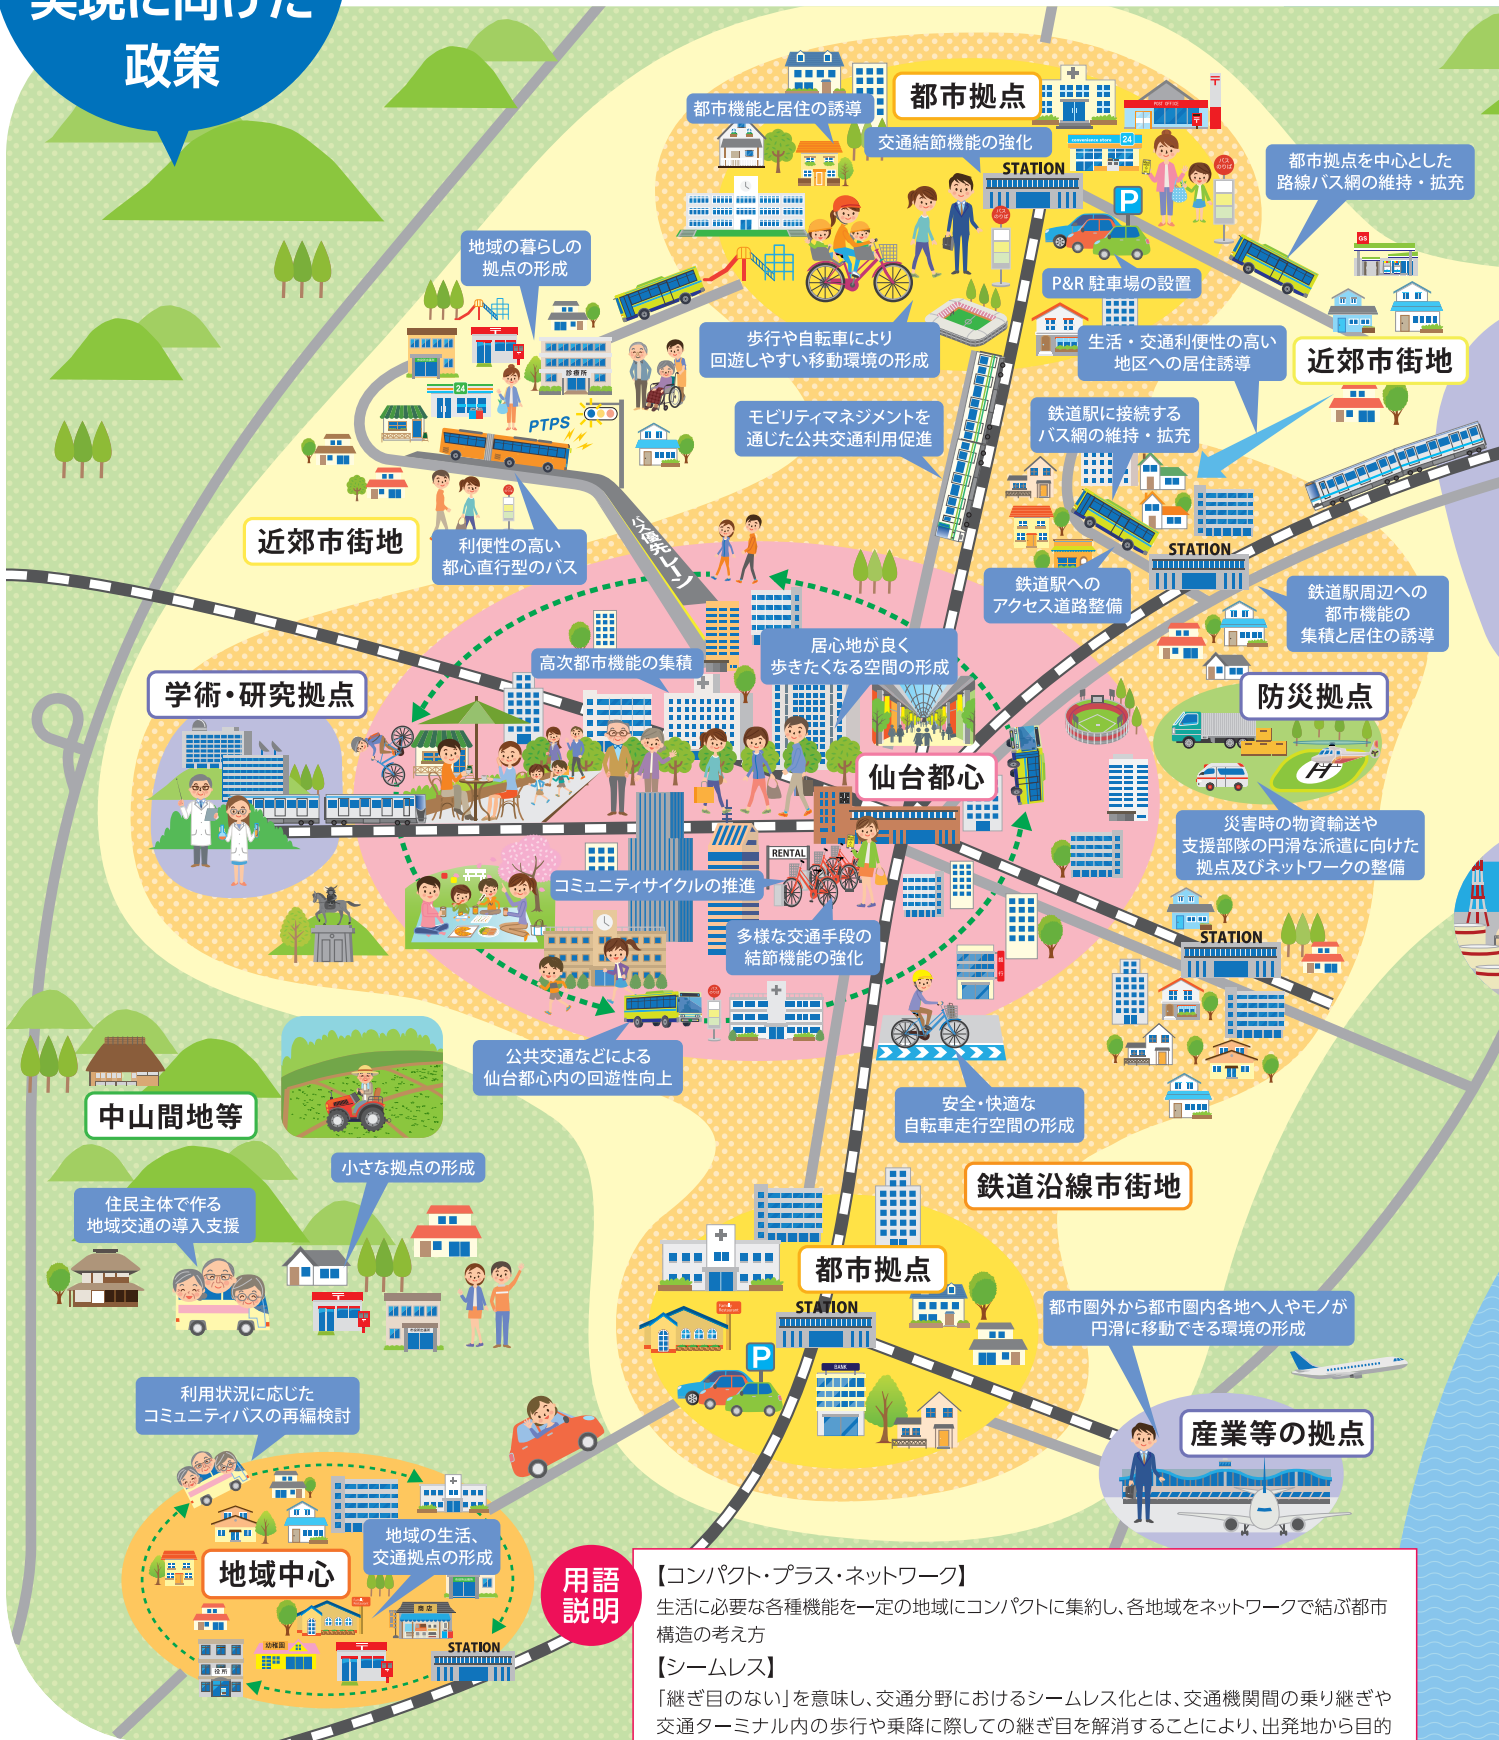 実現に向けた
政策
都市拠点
都市機能と居住の誘導
交通結節機能の強化
POST OFFICE
convenience store 24
STATION
バス
のりば
バス
のりば
P
都市拠点を中心とした
路線バス網の維持・拡充
GS
地域の暮らしの
拠点の形成
P&R 駐車場の設置
歩行や自転車により
回遊しやすい移動環境の形成
生活・交通利便性の高い
地区への居住誘導
近郊市街地
診療所
24
PTPS
モビリティマネジメントを
通じた公共交通利用促進
鉄道駅に接続する
バス網の維持・拡充
近郊市街地
利便性の高い
都心直行型のバス
バス優先レーン
STATION
鉄道駅への
アクセス道路整備
鉄道駅周辺への
都市機能の
集積と居住の誘導
高次都市機能の集積
居心地が良く
歩きたくなる空間の形成
学術・研究拠点
防災拠点
H
仙台都心
災害時の物資輸送や
支援部隊の円滑な派遣に向けた
拠点及びネットワークの整備
RENTAL
コミュニティサイクルの推進
多様な交通手段の
結節機能の強化
銀行
STATION
公共交通などによる
仙台都心内の回遊性向上
安全・快適な
自転車走行空間の形成
中山間地等
小さな拠点の形成
住民主体で作る
地域交通の導入支援
鉄道沿線市街地
都市拠点
STATION
P
BANK
都市圏外から都市圏内各地へ人やモノが
円滑に移動できる環境の形成
産業等の拠点
利用状況に応じた
コミュニティバスの再編検討
地域の生活、
交通拠点の形成
地域中心
商店
幼稚園
役所
STATION
用語
説明
【コンパクト・プラス・ネットワーク】
生活に必要な各種機能を一定の地域にコンパクトに集約し、各地域をネットワークで結ぶ都市
構造の考え方
【シームレス】
「継ぎ目のない」を意味し、交通分野におけるシームレス化とは、交通機関間の乗り継ぎや
交通ターミナル内の歩行や乗降に際しての継ぎ目を解消することにより、出発地から目的